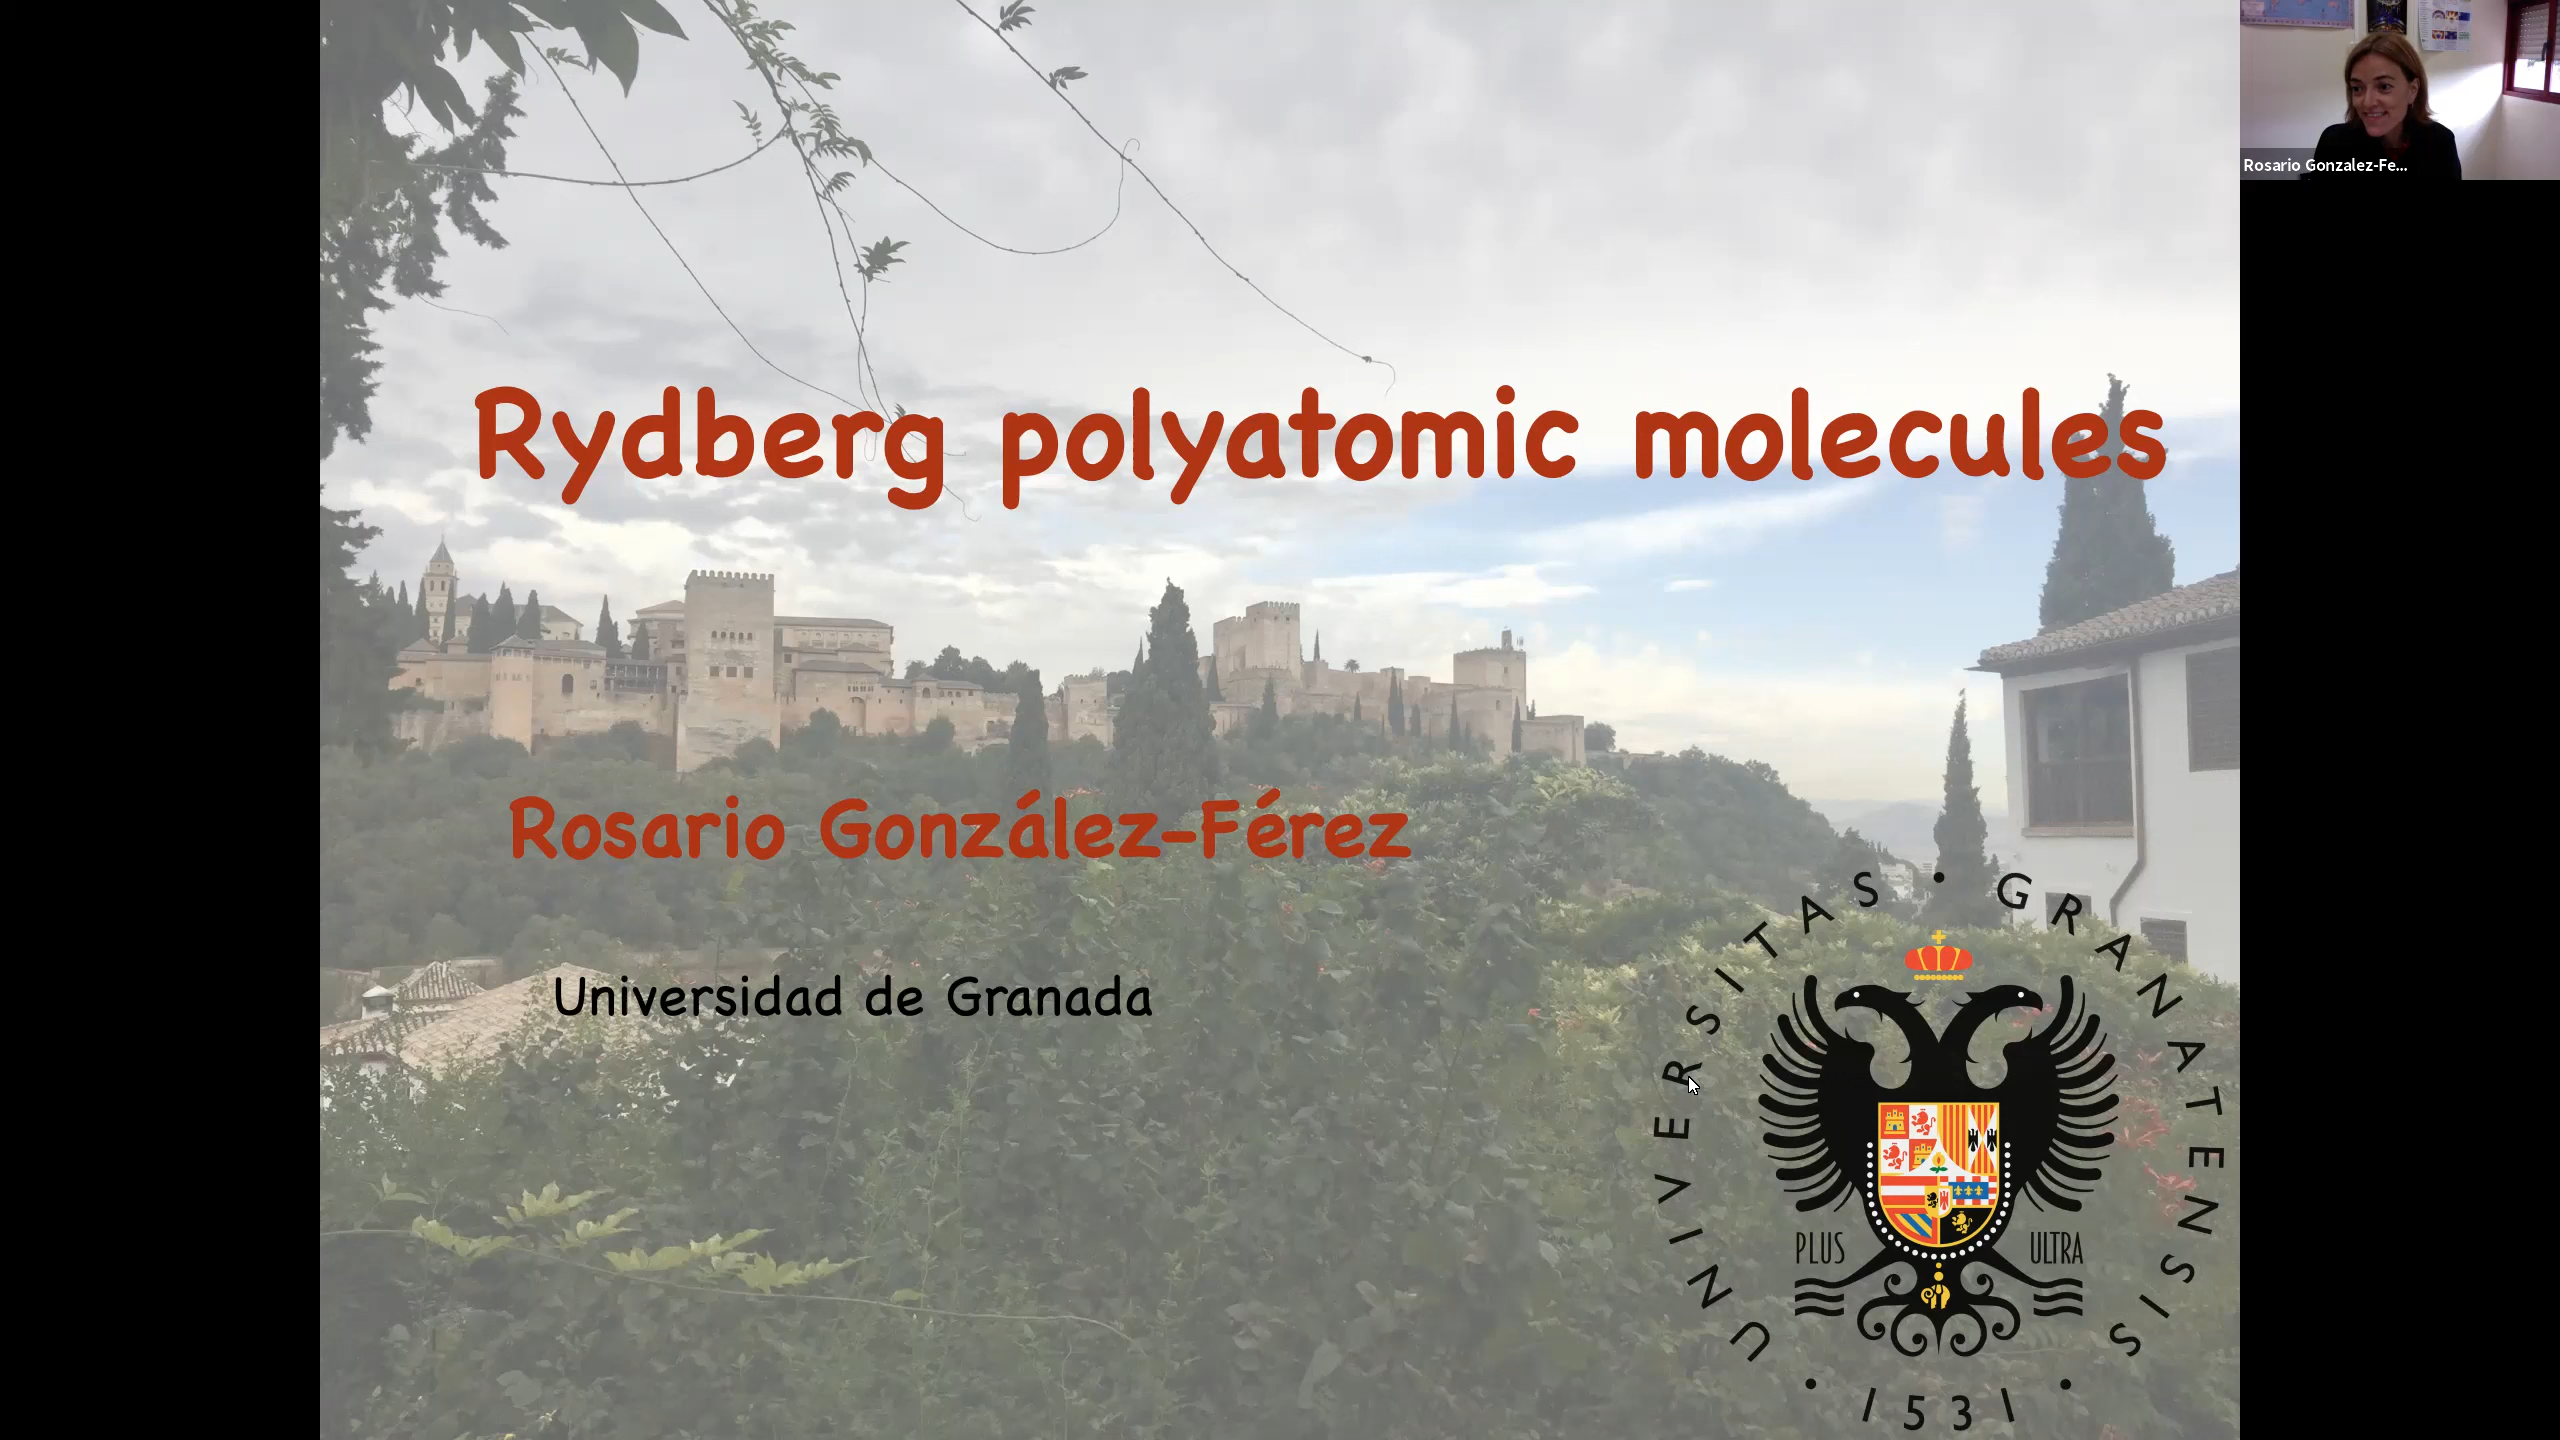 Rosario Gonzalez-Fe...
Rydberg polyatomic molecules
Rosario González-Férez
Universidad de Granada
UNIVERSITAS • GRANATENSIS
PLUS ULTRA
• 1531 •